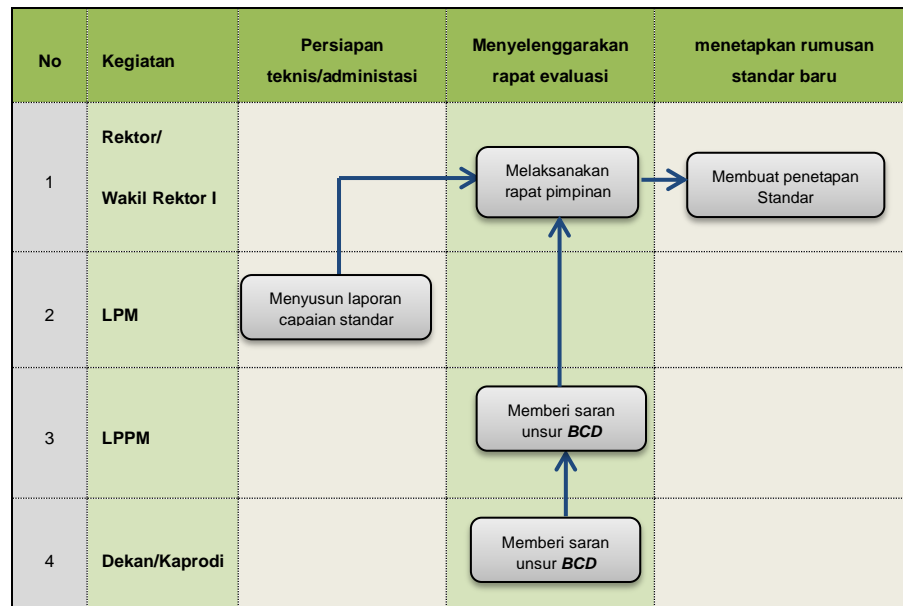 No
Kegiatan
Persiapan
teknis/administasi
Menyelenggarakan
rapat evaluasi
menetapkan rumusan
standar baru
1
Rektor/
Wakil Rektor I
Melaksanakan
rapat pimpinan
Membuat penetapan
Standar
2
LPM
Menyusun laporan
capaian standar
3
LPPM
Memberi saran
unsur BCD
4
Dekan/Kaprodi
Memberi saran
unsur BCD